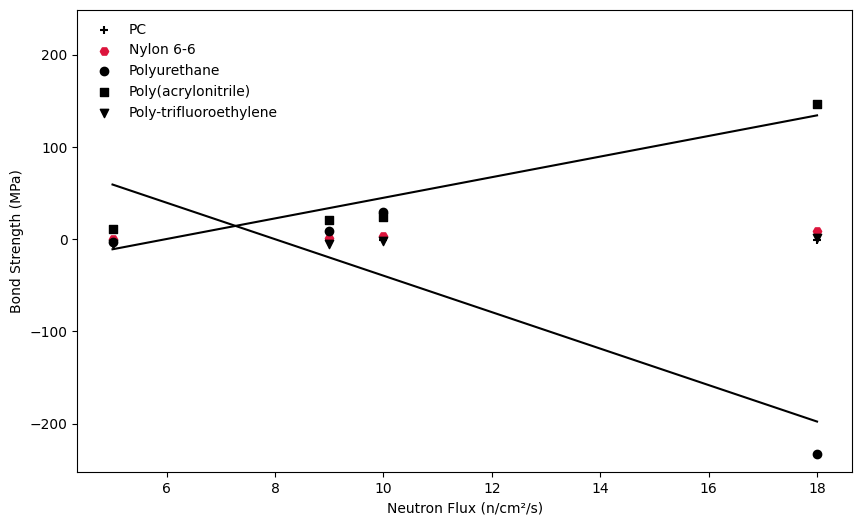 PC
Nylon 6-6
Polyurethane
Poly(acrylonitrile)
Poly-trifluoroethylene
200
100
0
−100
−200
Bond Strength (MPa)
6 8 10 12 14 16 18
Neutron Flux (n/cm²/s)